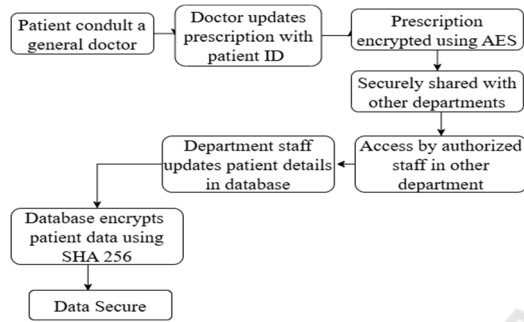 Patient condult a
general doctor
Doctor updates
prescription with
patient ID
Prescription
encrypted using AES
Securely shared with
other departments
Access by authorized
staff in other
department
Department staff
updates patient details
in database
Database encrypts
patient data using
SHA 256
Data Secure